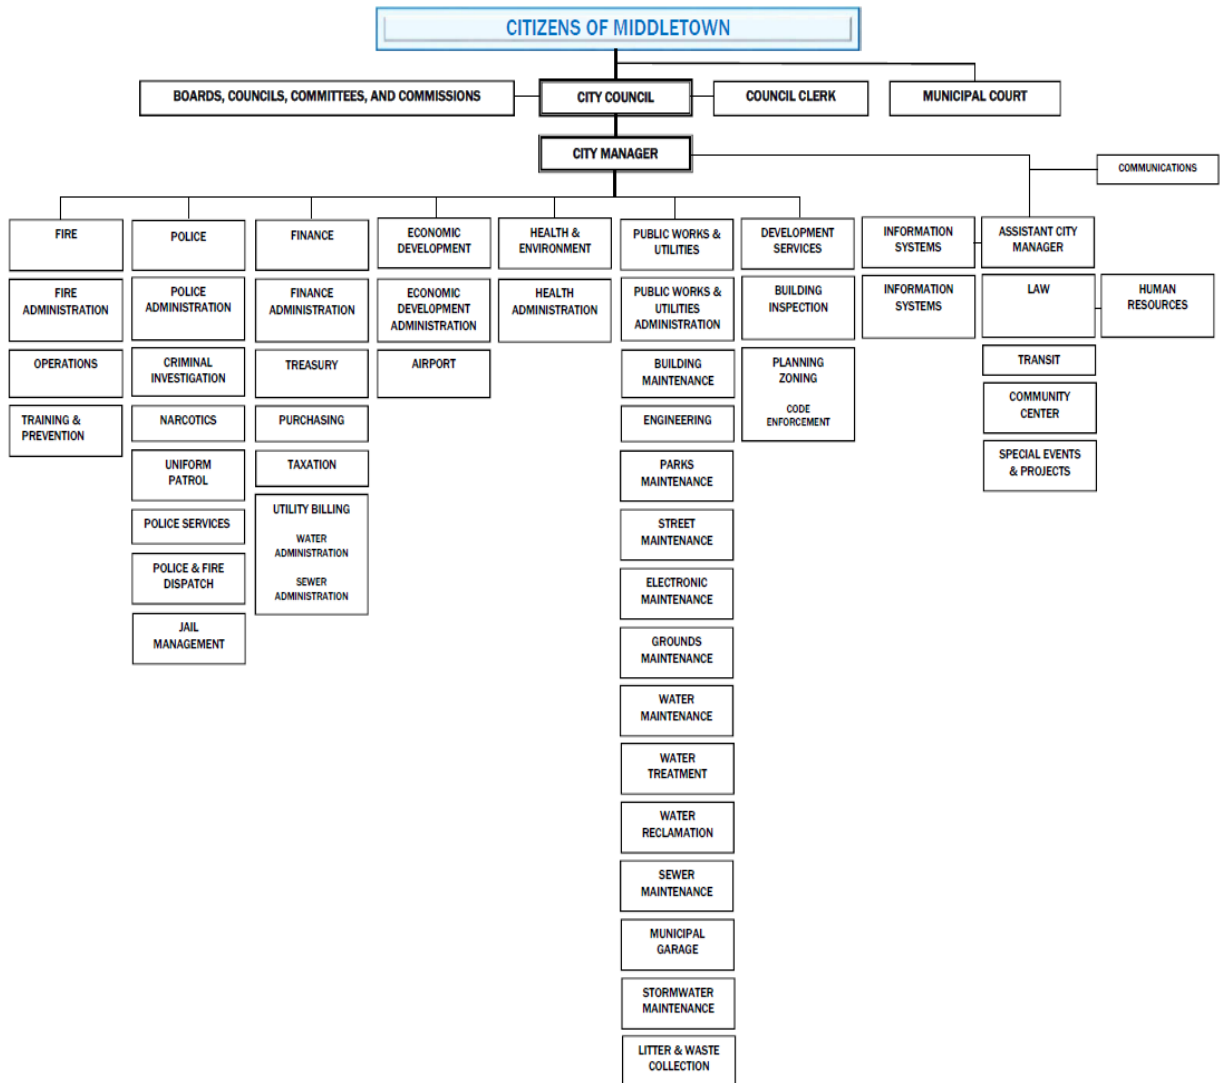 CITIZENS OF MIDDLETOWN
BOARDS, COUNCILS, COMMITTEES, AND COMMISSIONS
CITY COUNCIL
COUNCIL CLERK
MUNICIPAL COURT
CITY MANAGER
COMMUNICATIONS
FIRE
FIRE
ADMINISTRATION
OPERATIONS
TRAINING &
PREVENTION
POLICE
POLICE
ADMINISTRATION
CRIMINAL
INVESTIGATION
NARCOTICS
UNIFORM
PATROL
POLICE SERVICES
POLICE & FIRE
DISPATCH
JAIL
MANAGEMENT
FINANCE
FINANCE
ADMINISTRATION
TREASURY
PURCHASING
TAXATION
UTILITY BILLING
WATER
ADMINISTRATION
SEWER
ADMINISTRATION
ECONOMIC
DEVELOPMENT
ECONOMIC
DEVELOPMENT
ADMINISTRATION
AIRPORT
HEALTH &
ENVIRONMENT
HEALTH
ADMINISTRATION
PUBLIC WORKS &
UTILITIES
PUBLIC WORKS &
UTILITIES
ADMINISTRATION
BUILDING
MAINTENANCE
ENGINEERING
PARKS
MAINTENANCE
STREET
MAINTENANCE
ELECTRONIC
MAINTENANCE
GROUNDS
MAINTENANCE
WATER
MAINTENANCE
WATER
TREATMENT
WATER
RECLAMATION
SEWER
MAINTENANCE
MUNICIPAL
GARAGE
STORMWATER
MAINTENANCE
LITTER & WASTE
COLLECTION
DEVELOPMENT
SERVICES
BUILDING
INSPECTION
PLANNING
ZONING
CODE
ENFORCEMENT
INFORMATION
SYSTEMS
INFORMATION
SYSTEMS
ASSISTANT CITY
MANAGER
LAW
HUMAN
RESOURCES
TRANSIT
COMMUNITY
CENTER
SPECIAL EVENTS
& PROJECTS